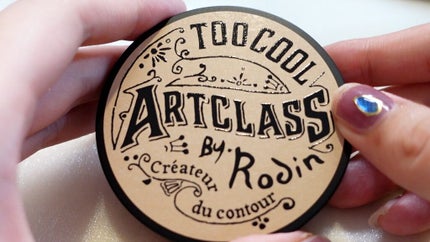 TOO COOL
ARTCLASS
By. Rodin
Créateur
du contour